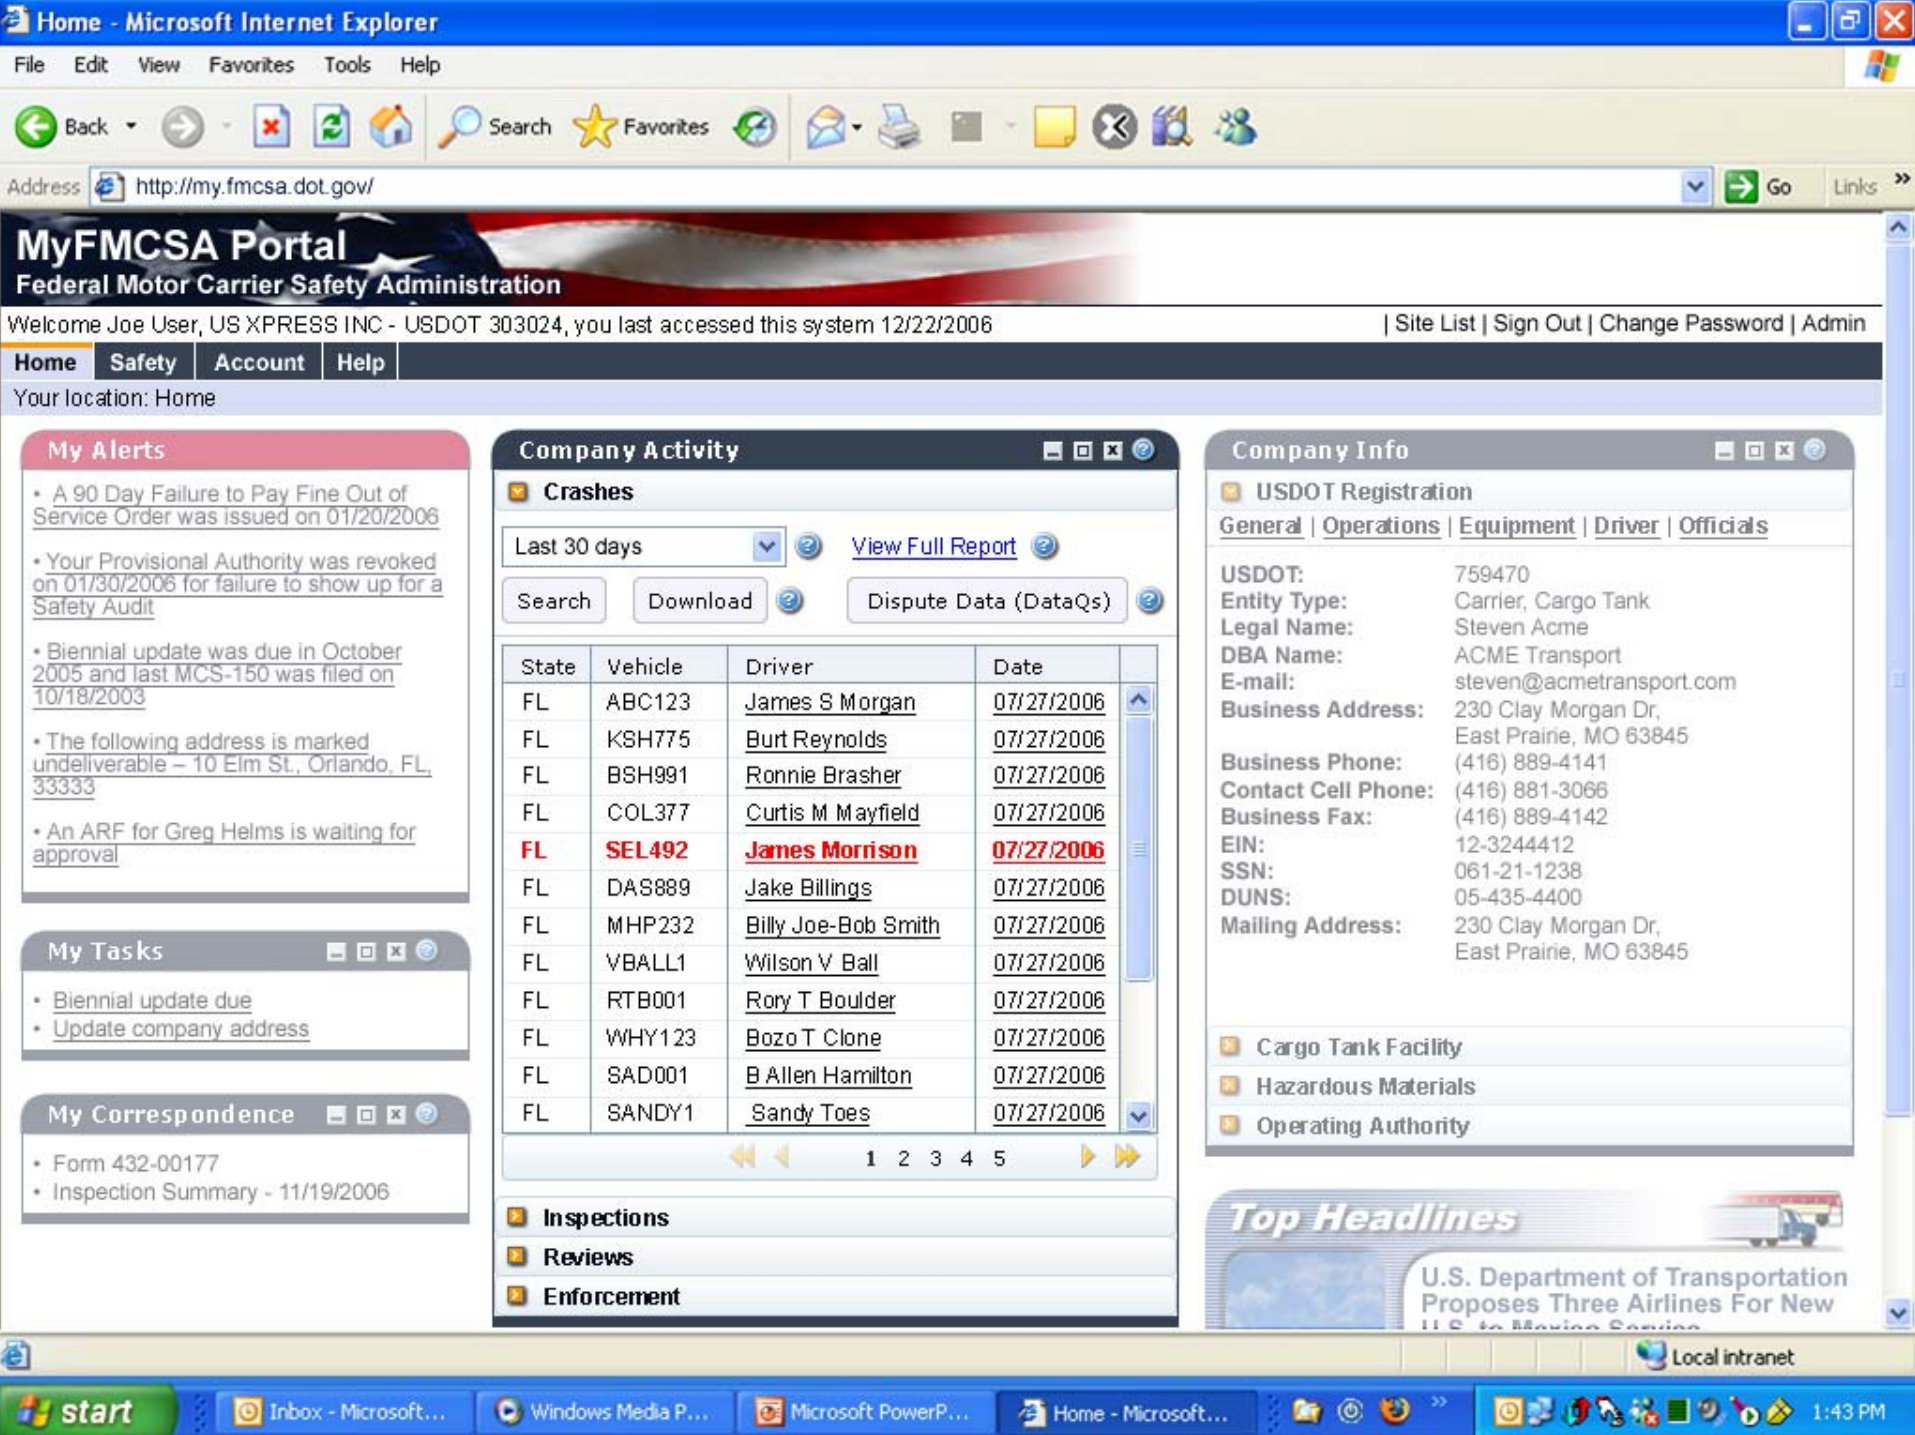 Home - Microsoft Internet Explorer
File Edit View Favorites Tools Help
Back Search Favorites
Address http://my.fmcsa.dot.gov/ Go Links »
MyFMCSA Portal
Federal Motor Carrier Safety Administration
Welcome Joe User, US XPRESS INC - USDOT 303024, you last accessed this system 12/22/2006 | Site List | Sign Out | Change Password | Admin
Home Safety Account Help
Your location: Home
My Alerts
• A 90 Day Failure to Pay Fine Out of
Service Order was issued on 01/20/2006
• Your Provisional Authority was revoked
on 01/30/2006 for failure to show up for a
Safety Audit
• Biennial update was due in October
2005 and last MCS-150 was filed on
10/18/2003
• The following address is marked
undeliverable – 10 Elm St., Orlando, FL,
33333
• An ARF for Greg Helms is waiting for
approval
My Tasks
• Biennial update due
• Update company address
My Correspondence
• Form 432-00177
• Inspection Summary - 11/19/2006
Company Activity
Crashes
Last 30 days View Full Report
Search Download Dispute Data (DataQs)
State Vehicle Driver Date
FL ABC123 James S Morgan 07/27/2006
FL KSH775 Burt Reynolds 07/27/2006
FL BSH991 Ronnie Brasher 07/27/2006
FL COL377 Curtis M Mayfield 07/27/2006
FL SEL492 James Morrison 07/27/2006
FL DAS889 Jake Billings 07/27/2006
FL MHP232 Billy Joe-Bob Smith 07/27/2006
FL VBALL1 Wilson V Ball 07/27/2006
FL RTB001 Rory T Boulder 07/27/2006
FL WHY123 Bozo T Clone 07/27/2006
FL SAD001 B Allen Hamilton 07/27/2006
FL SANDY1 Sandy Toes 07/27/2006
1 2 3 4 5
Inspections
Reviews
Enforcement
Company Info
USDOT Registration
General | Operations | Equipment | Driver | Officials
USDOT: 759470
Entity Type: Carrier, Cargo Tank
Legal Name: Steven Acme
DBA Name: ACME Transport
E-mail: steven@acmetransport.com
Business Address: 230 Clay Morgan Dr,
East Prairie, MO 63845
Business Phone: (416) 889-4141
Contact Cell Phone: (416) 881-3066
Business Fax: (416) 889-4142
EIN: 12-3244412
SSN: 061-21-1238
DUNS: 05-435-4400
Mailing Address: 230 Clay Morgan Dr,
East Prairie, MO 63845
Cargo Tank Facility
Hazardous Materials
Operating Authority
Top Headlines
U.S. Department of Transportation
Proposes Three Airlines For New
U.S. to Mexico Service
Local intranet
start Inbox - Microsoft... Windows Media P... Microsoft PowerP... Home - Microsoft... » 1:43 PM